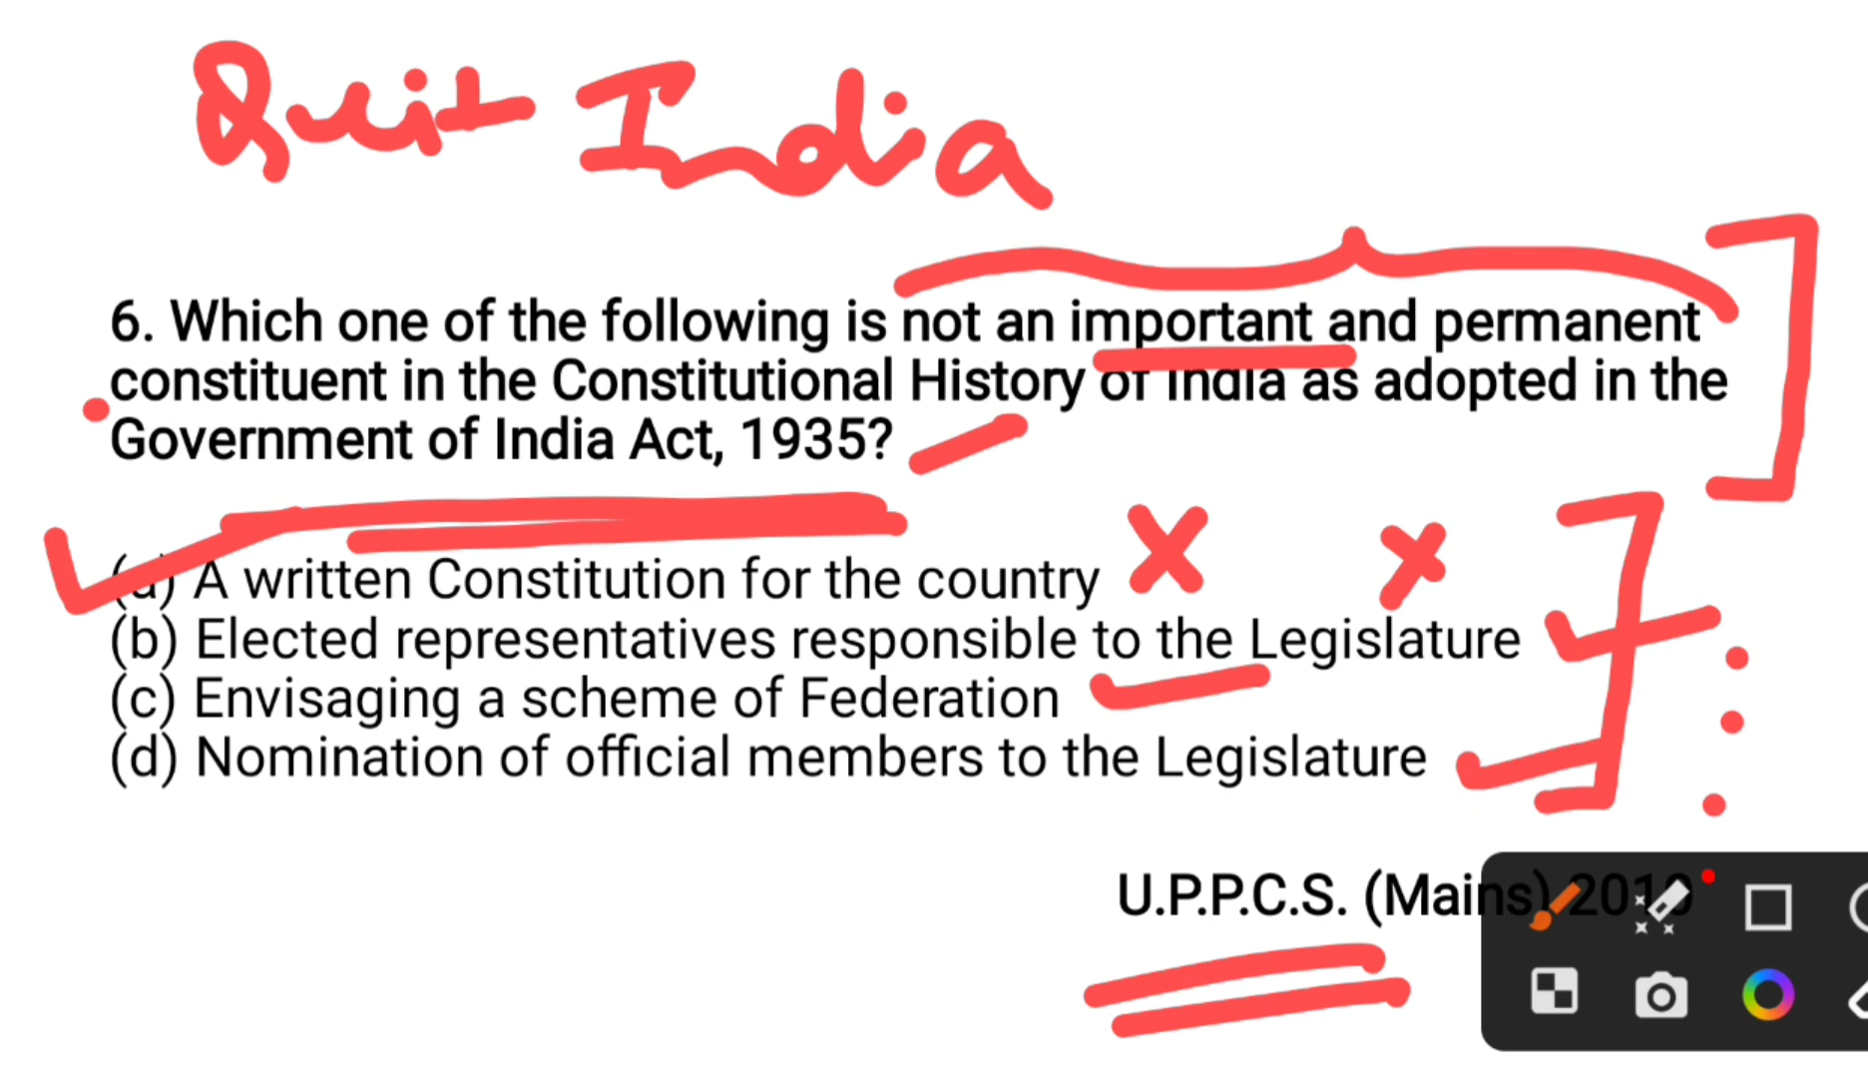 Quit India
6. Which one of the following is not an important and permanent
constituent in the Constitutional History of India as adopted in the
Government of India Act, 1935?
(a) A written Constitution for the country
(b) Elected representatives responsible to the Legislature
(c) Envisaging a scheme of Federation
(d) Nomination of official members to the Legislature
U.P.P.C.S. (Mains)